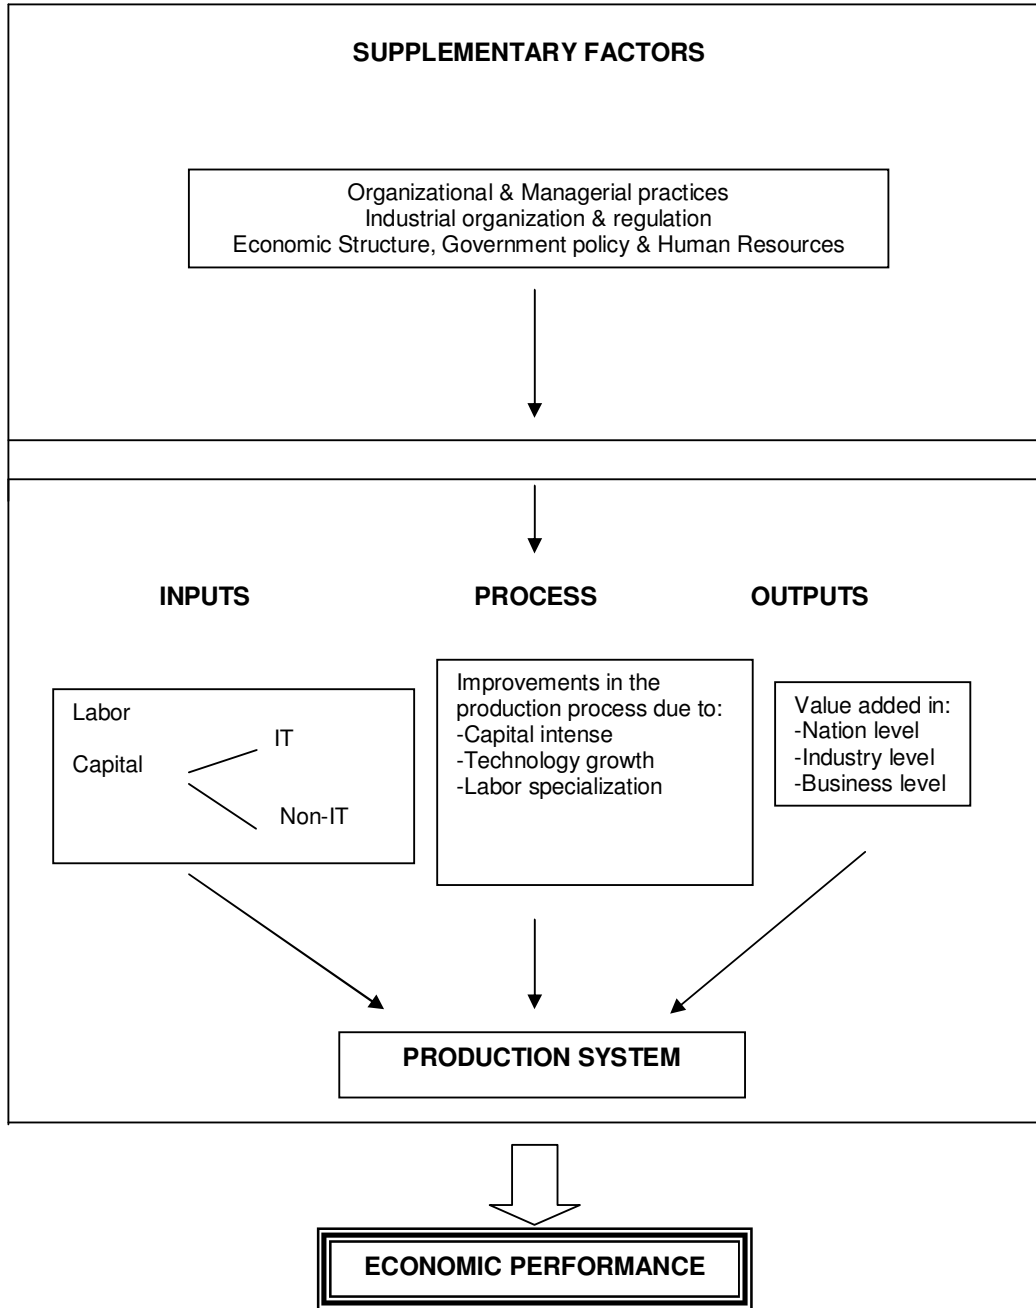 SUPPLEMENTARY FACTORS
Organizational & Managerial practices
Industrial organization & regulation
Economic Structure, Government policy & Human Resources
INPUTS
PROCESS
OUTPUTS
Labor
Capital
IT
Non-IT
Improvements in the
production process due to:
-Capital intense
-Technology growth
-Labor specialization
Value added in:
-Nation level
-Industry level
-Business level
PRODUCTION SYSTEM
ECONOMIC PERFORMANCE